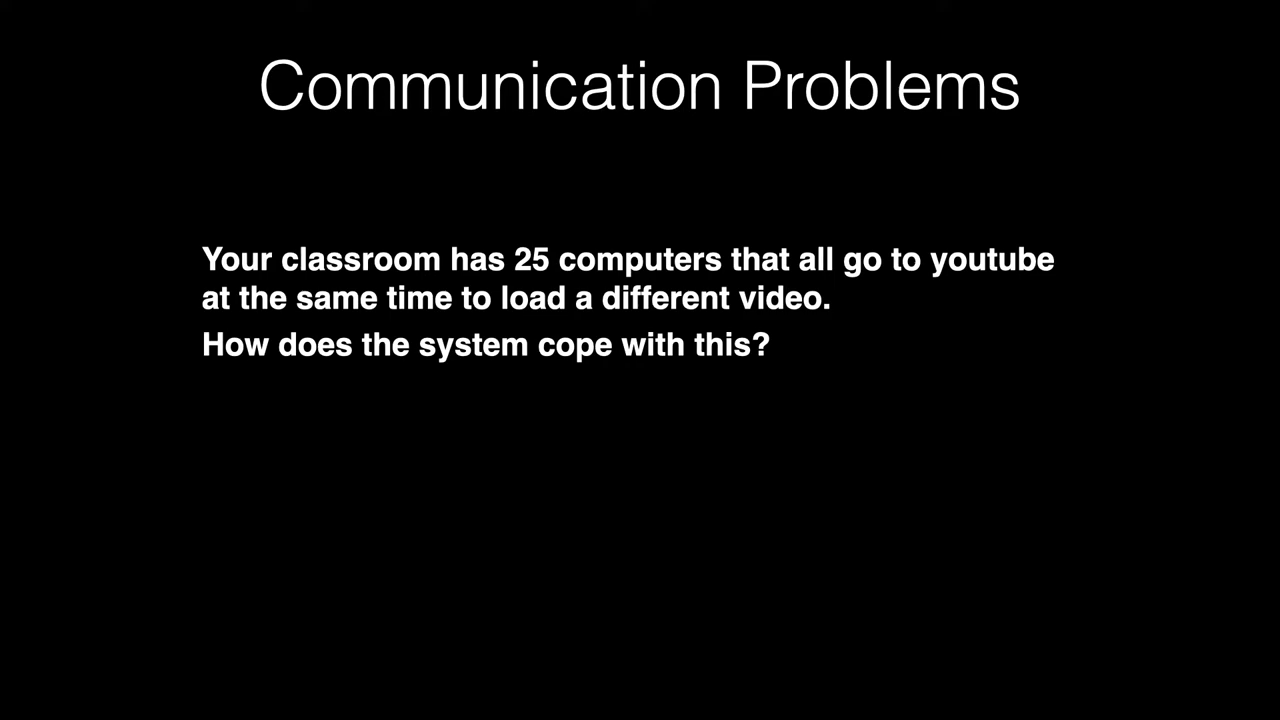 Communication Problems
Your classroom has 25 computers that all go to youtube
at the same time to load a different video.
How does the system cope with this?